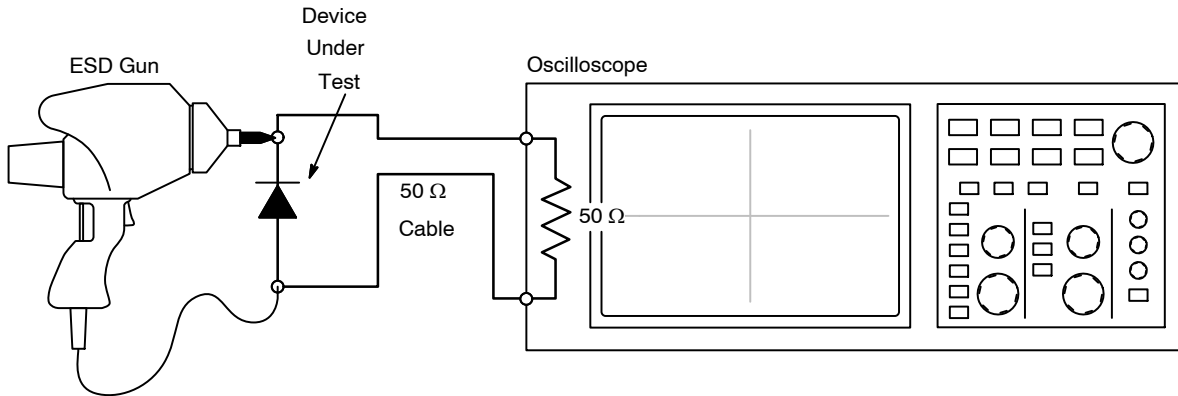 Device
Under
Test
ESD Gun
Oscilloscope
50 Ω
Cable
50 Ω